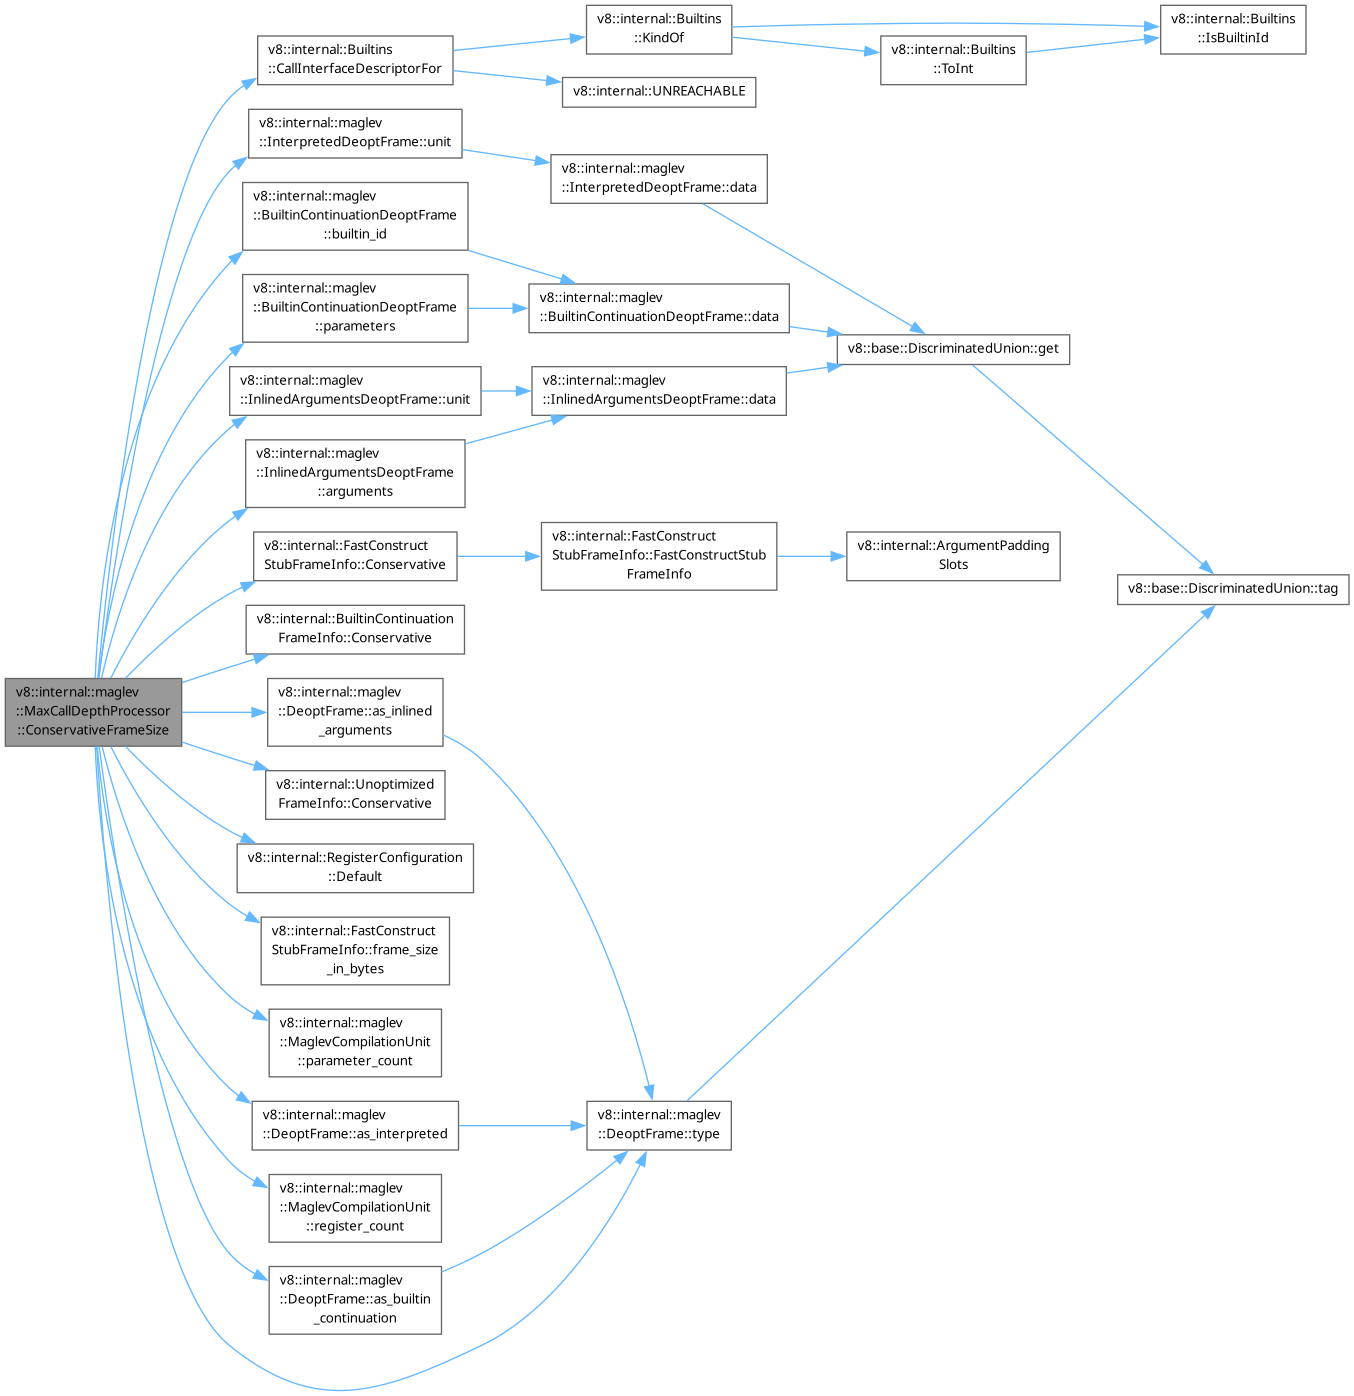 v8::internal::Builtins
::KindOf
v8::internal::Builtins
::IsBuiltinId
v8::internal::Builtins
::CallInterfaceDescriptorFor
v8::internal::Builtins
::ToInt
v8::internal::UNREACHABLE
v8::internal::maglev
::InterpretedDeoptFrame::unit
v8::internal::maglev
::InterpretedDeoptFrame::data
v8::internal::maglev
::BuiltinContinuationDeoptFrame
::builtin_id
v8::internal::maglev
::BuiltinContinuationDeoptFrame
::parameters
v8::internal::maglev
::BuiltinContinuationDeoptFrame::data
v8::base::DiscriminatedUnion::get
v8::internal::maglev
::InlinedArgumentsDeoptFrame::unit
v8::internal::maglev
::InlinedArgumentsDeoptFrame::data
v8::internal::maglev
::InlinedArgumentsDeoptFrame
::arguments
v8::internal::FastConstruct
StubFrameInfo::Conservative
v8::internal::FastConstruct
StubFrameInfo::FastConstructStub
FrameInfo
v8::internal::ArgumentPadding
Slots
v8::base::DiscriminatedUnion::tag
v8::internal::BuiltinContinuation
FrameInfo::Conservative
v8::internal::maglev
::MaxCallDepthProcessor
::ConservativeFrameSize
v8::internal::maglev
::DeoptFrame::as_inlined
_arguments
v8::internal::Unoptimized
FrameInfo::Conservative
v8::internal::RegisterConfiguration
::Default
v8::internal::FastConstruct
StubFrameInfo::frame_size
_in_bytes
v8::internal::maglev
::MaglevCompilationUnit
::parameter_count
v8::internal::maglev
::DeoptFrame::as_interpreted
v8::internal::maglev
::DeoptFrame::type
v8::internal::maglev
::MaglevCompilationUnit
::register_count
v8::internal::maglev
::DeoptFrame::as_builtin
_continuation